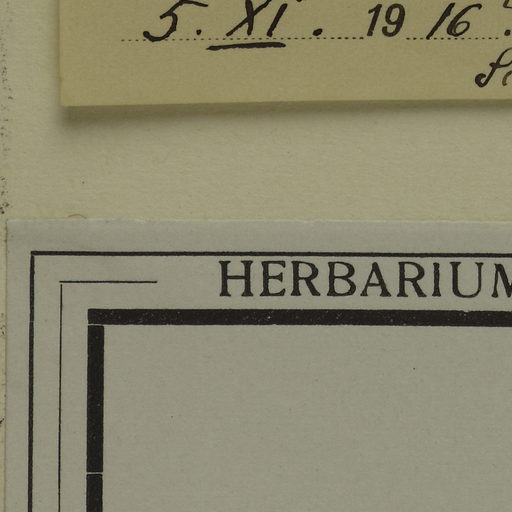 5. XI. 1916.
HERBARIUM